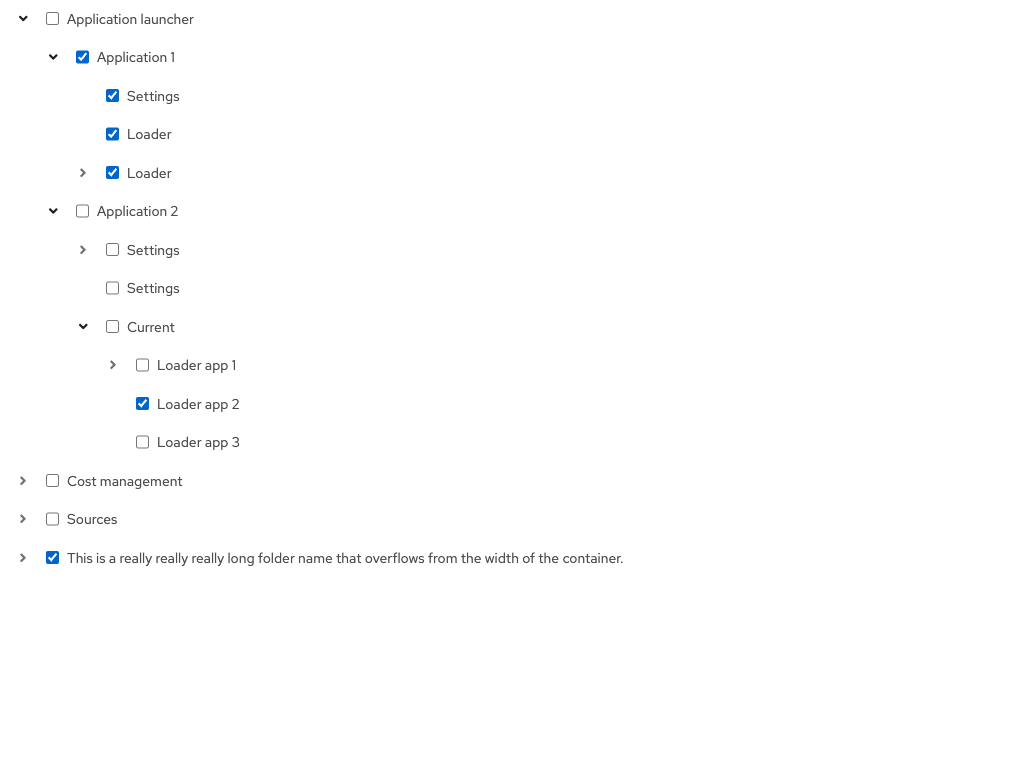 Application launcher
Application 1
Settings
Loader
Loader
Application 2
Settings
Settings
Current
Loader app 1
Loader app 2
Loader app 3
Cost management
Sources
This is a really really really long folder name that overflows from the width of the container.